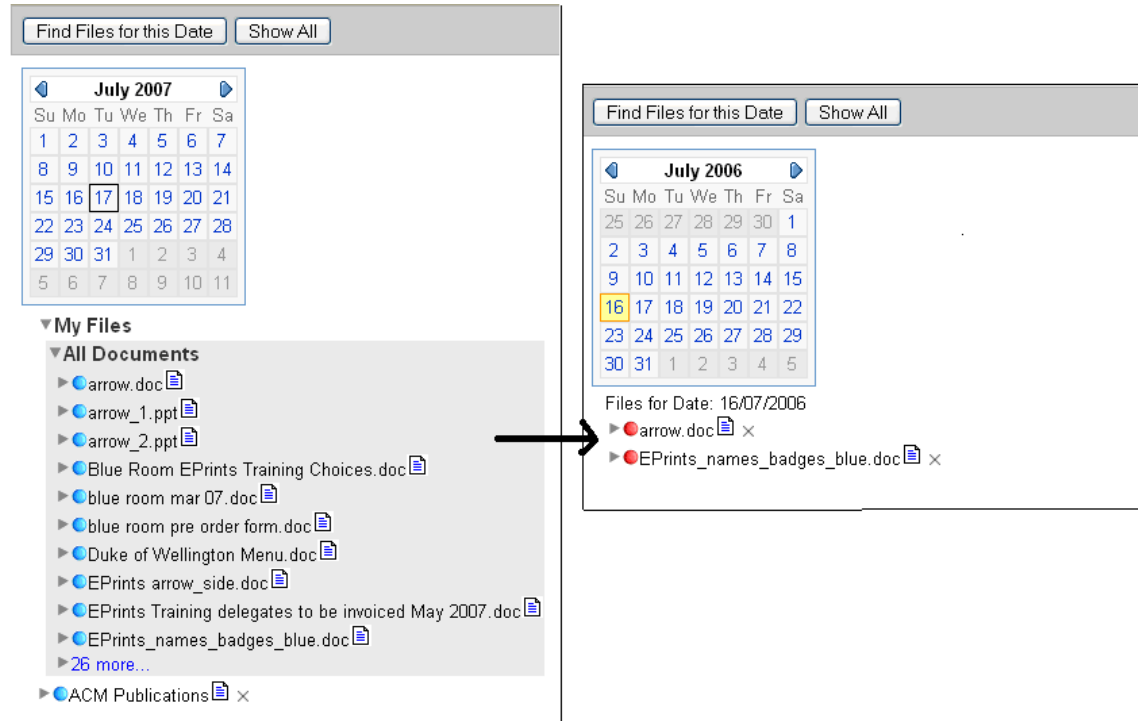 Find Files for this Date Show All
July 2007
Su Mo Tu We Th Fr Sa
1 2 3 4 5 6 7
8 9 10 11 12 13 14
15 16 17 18 19 20 21
22 23 24 25 26 27 28
29 30 31 1 2 3 4
5 6 7 8 9 10 11
My Files
All Documents
arrow.doc
arrow_1.ppt
arrow_2.ppt
Blue Room EPrints Training Choices.doc
blue room mar 07.doc
blue room pre order form.doc
Duke of Wellington Menu.doc
EPrints arrow_side.doc
EPrints Training delegates to be invoiced May 2007.doc
EPrints_names_badges_blue.doc
26 more...
ACM Publications
Find Files for this Date Show All
July 2006
Su Mo Tu We Th Fr Sa
25 26 27 28 29 30 1
2 3 4 5 6 7 8
9 10 11 12 13 14 15
16 17 18 19 20 21 22
23 24 25 26 27 28 29
30 31 1 2 3 4 5
Files for Date: 16/07/2006
arrow.doc
EPrints_names_badges_blue.doc